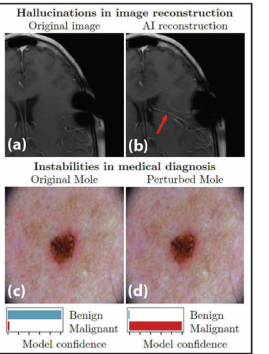 Hallucinations in image reconstruction
Original image AI reconstruction
(a) (b)
Instabilities in medical diagnosis
Original Mole Perturbed Mole
(c) (d)
Benign Benign
Malignant Malignant
Model confidence Model confidence